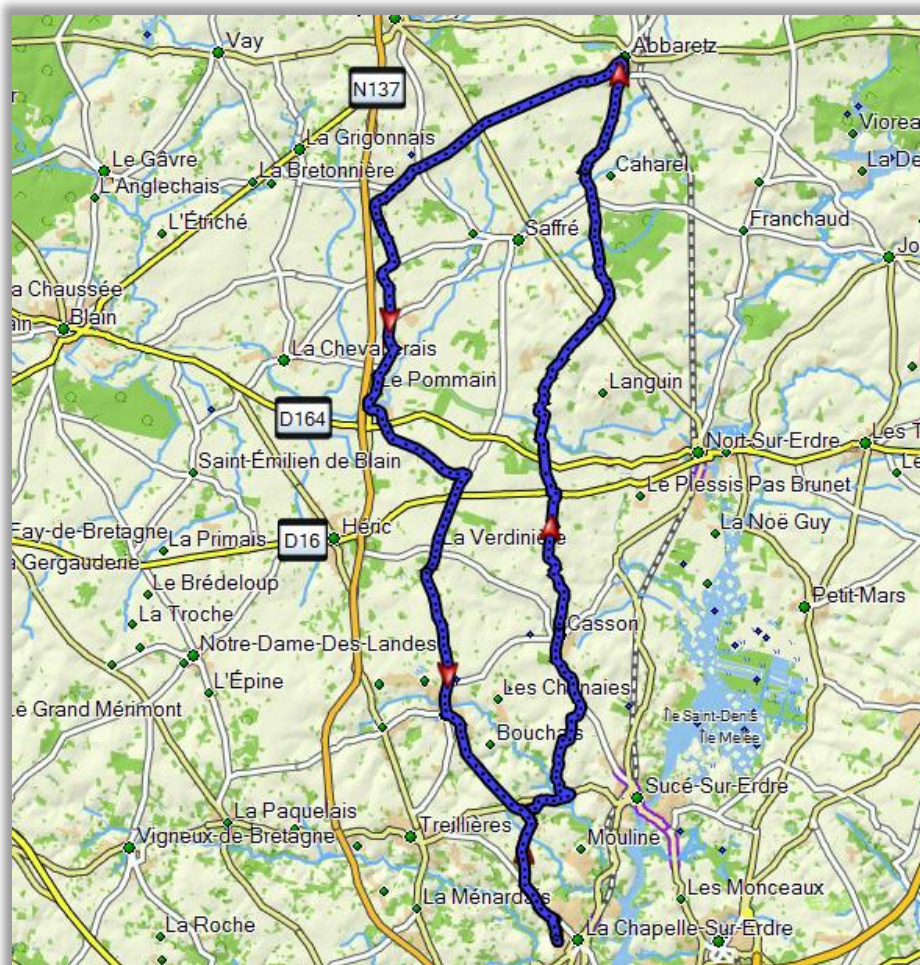 Vay
Abbaretz
N137
Viorea
La Grigonnais
Le Gâvre
La De
La Bretonnière
Caharel
L'Anglechais
L'Étriché
Saffré
Franchaud
Jo
a Chaussée
ain
Blain
La Chevallerais
Le Pommain
Languin
D164
Nort-Sur-Erdre
Les T
Saint-Émilien de Blain
Le
Le Plessis Pas Brunet
Fay-de-Bretagne
La Primais
D16
Héric
La Verdinière
La Noë Guy
a Gergauderie
Le Brédeloup
Petit-Mars
La Troche
Casson
Notre-Dame-Des-Landes
L'Épine
Les Chênaies
Le Grand Mérimont
Île Saint-Denis
Île Mélée
Bouchais
Sucé-Sur-Erdre
La Paquelais
Treillières
Vigneux-de-Bretagne
Mouline
La Ménardais
Les Monceaux
La Roche
La Chapelle-Sur-Erdre